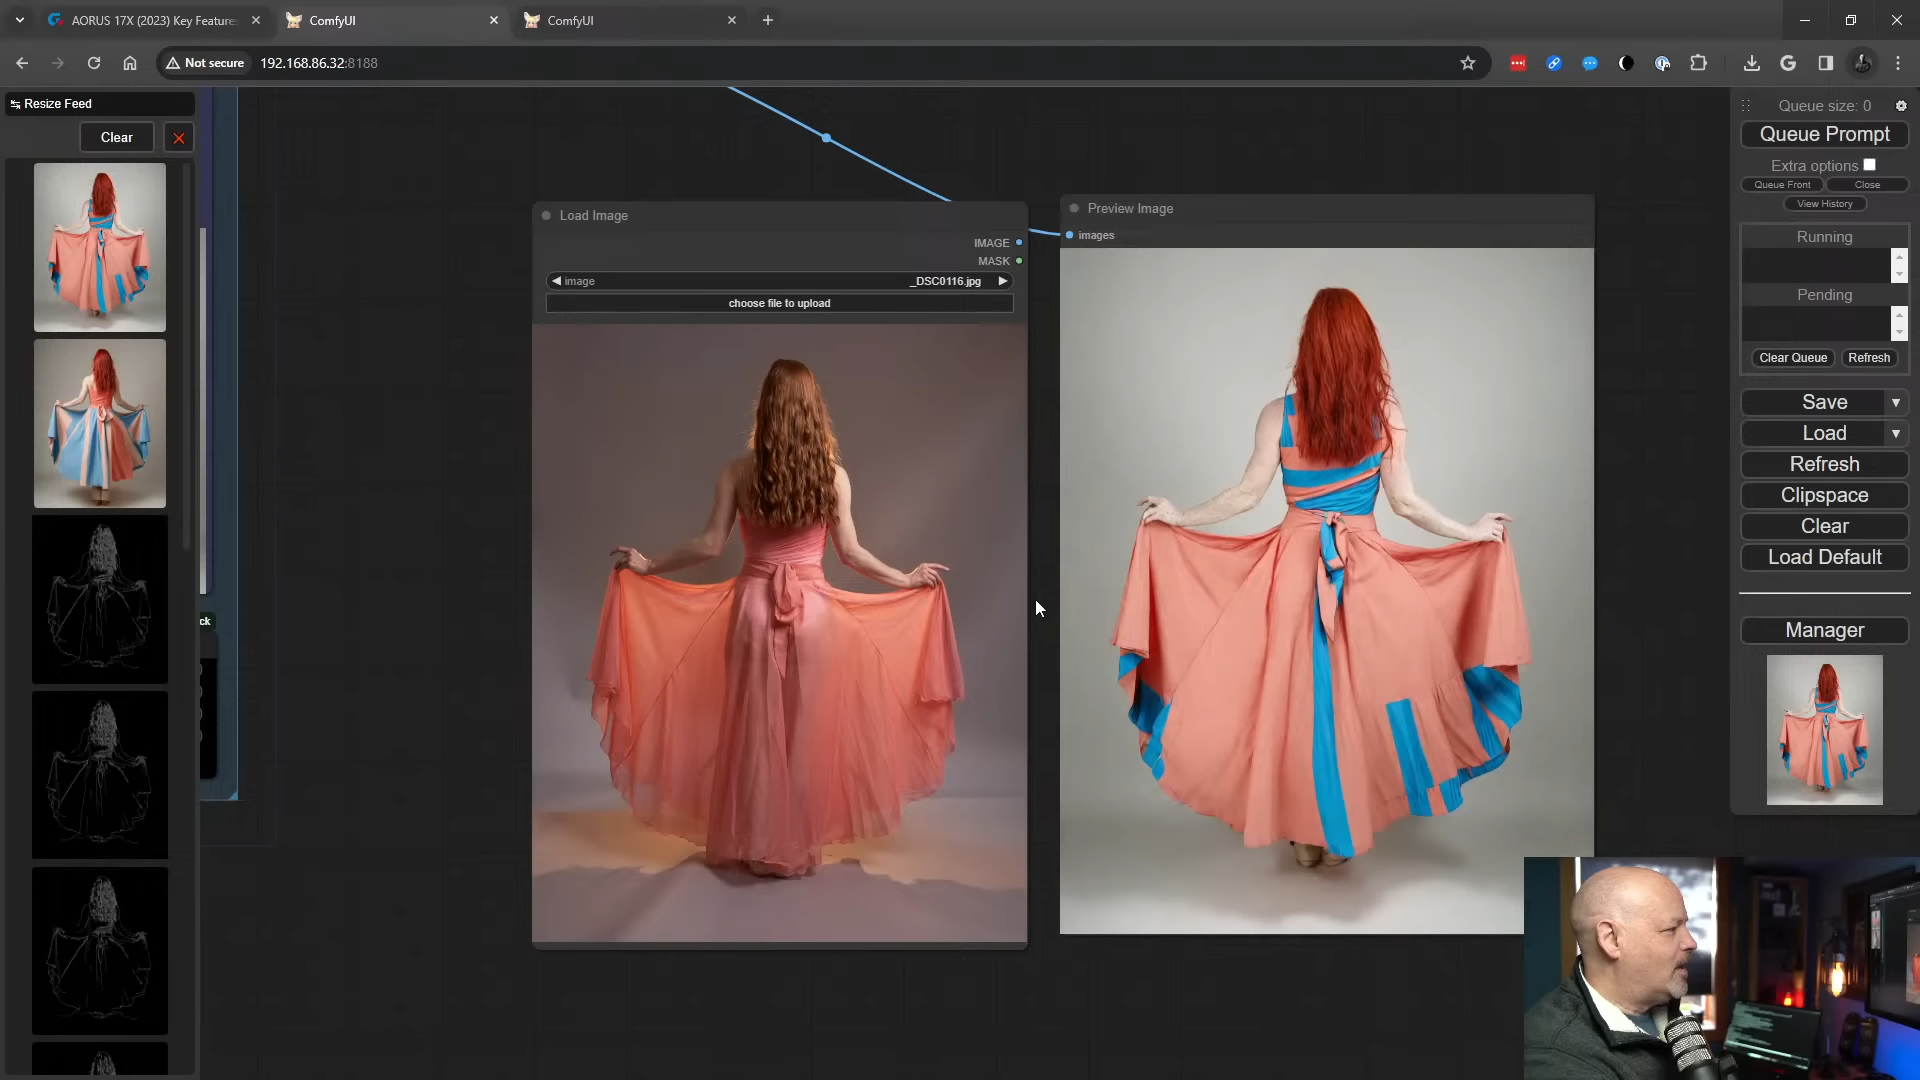 AORUS 17X (2023) Key Feature
ComfyUI
ComfyUI
Not secure
192.168.86.32:8188
Resize Feed
Clear
ck
Load Image
IMAGE
MASK
image
_DSC0116.jpg
choose file to upload
Preview Image
images
Queue size: 0
Queue Prompt
Extra options
Queue Front
Close
View History
Running
Pending
Clear Queue
Refresh
Save
Load
Refresh
Clipspace
Clear
Load Default
Manager